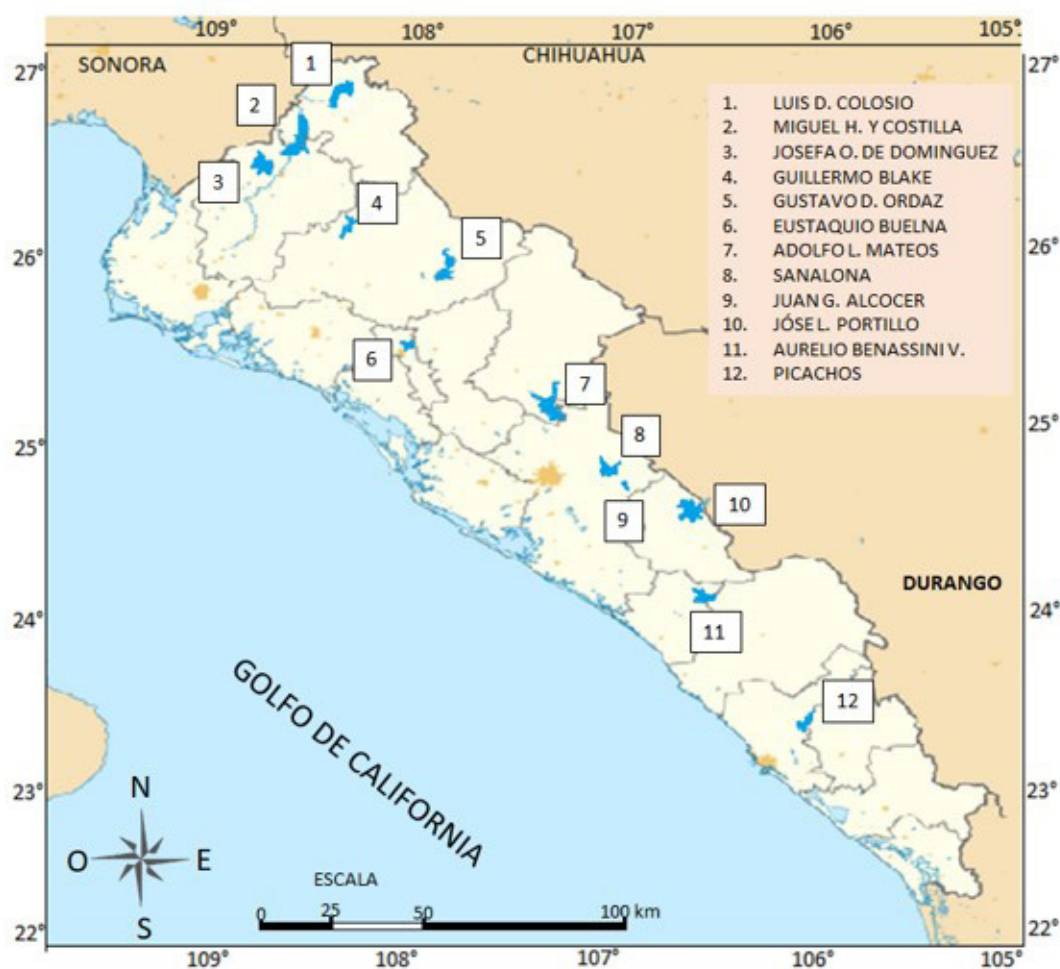 109° 108° 107° 106° 105°
SONORA
CHIHUAHUA
27°
27°
1
2
3
4
5
6
7
8
9
10
11
12
1. LUIS D. COLOSIO
2. MIGUEL H. Y COSTILLA
3. JOSEFA O. DE DOMINGUEZ
4. GUILLERMO BLAKE
5. GUSTAVO D. ORDAZ
6. EUSTAQUIO BUELNA
7. ADOLFO L. MATEOS
8. SANALONA
9. JUAN G. ALCOCER
10. JÓSE L. PORTILLO
11. AURELIO BENASSINI V.
12. PICACHOS
26°
26°
25°
25°
DURANGO
24°
24°
GOLFO DE CALIFORNIA
23°
23°
N
O E
S
ESCALA
0 25 50 100 km
22°
22°
109° 108° 107° 106° 105°